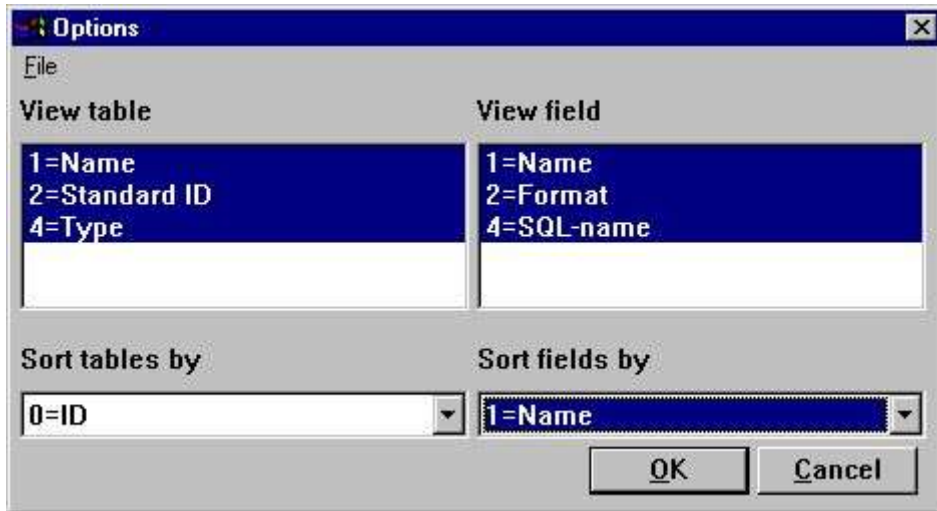 Options
File
View table
View field
1=Name
2=Standard ID
4=Type
1=Name
2=Format
4=SQL-name
Sort tables by
Sort fields by
0=ID
1=Name
OK
Cancel